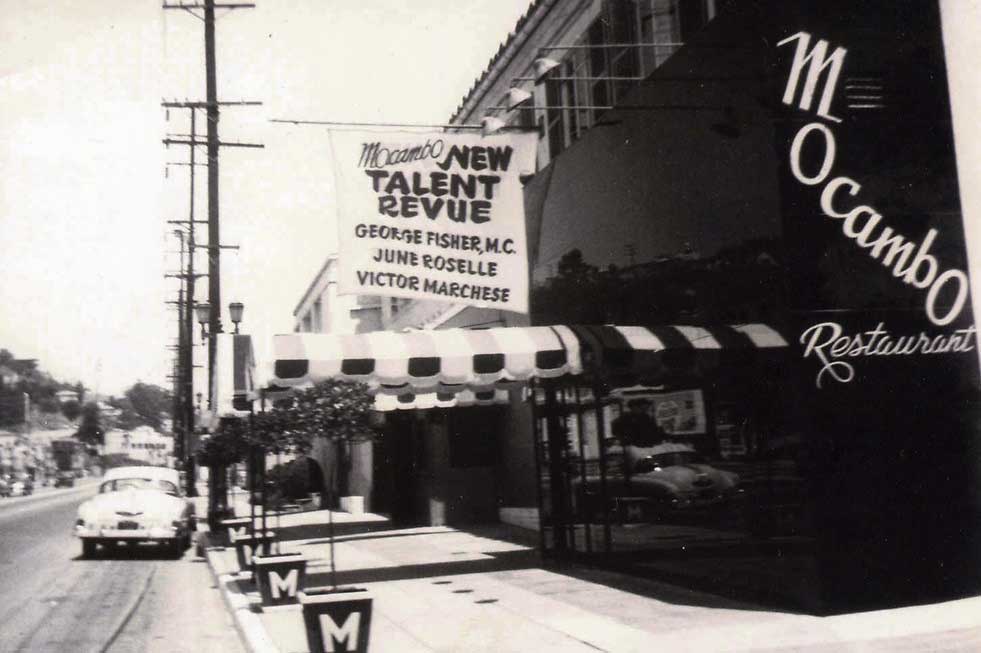 Mocambo NEW
TALENT
REVUE
GEORGE FISHER, M.C.
JUNE ROSELLE
VICTOR MARCHESE
Mocambo
Restaurant
M
M
M
M